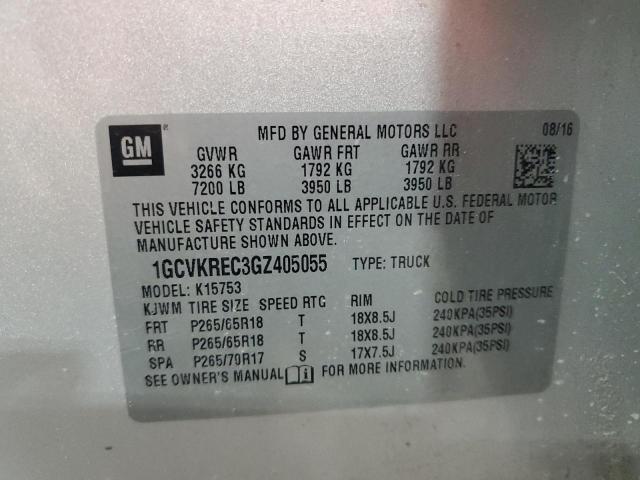 GM
MFD BY GENERAL MOTORS LLC 08/16
GVWR GAWR FRT GAWR RR
3266 KG 1792 KG 1792 KG
7200 LB 3950 LB 3950 LB
THIS VEHICLE CONFORMS TO ALL APPLICABLE U.S. FEDERAL MOTOR
VEHICLE SAFETY STANDARDS IN EFFECT ON THE DATE OF
MANUFACTURE SHOWN ABOVE.
1GCVKREC3GZ405055 TYPE: TRUCK
MODEL: K15753
KJWM TIRE SIZE SPEED RTG RIM COLD TIRE PRESSURE
FRT P265/65R18 T 18X8.5J 240KPA(35PSI)
RR P265/65R18 T 18X8.5J 240KPA(35PSI)
SPA P265/70R17 S 17X7.5J 240KPA(35PSI)
SEE OWNER'S MANUAL FOR MORE INFORMATION.